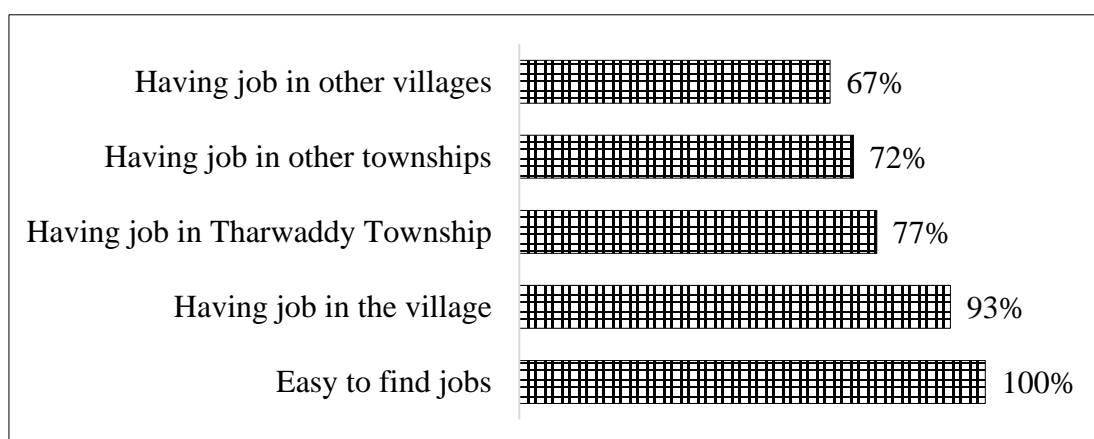 Having job in other villages 67%
Having job in other townships 72%
Having job in Tharwaddy Township 77%
Having job in the village 93%
Easy to find jobs 100%